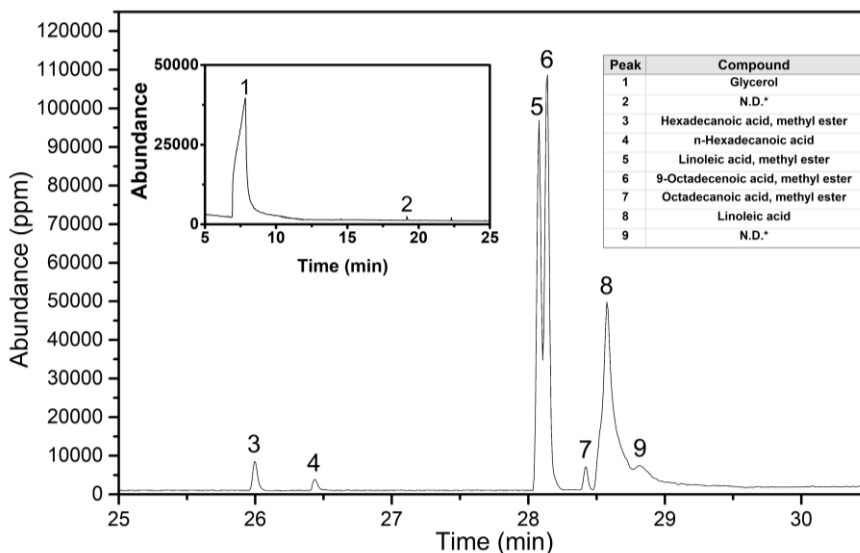 120000
110000
100000
90000
80000
70000
60000
50000
40000
30000
20000
10000
0
Abundance (ppm)
25 26 27 28 29 30
Time (min)
3 4 5 6 7 8 9
50000
25000
0
Abundance
5 10 15 20 25
Time (min)
1 2
Peak Compound
1 Glycerol
2 N.D.*
3 Hexadecanoic acid, methyl ester
4 n-Hexadecanoic acid
5 Linoleic acid, methyl ester
6 9-Octadecenoic acid, methyl ester
7 Octadecanoic acid, methyl ester
8 Linoleic acid
9 N.D.*